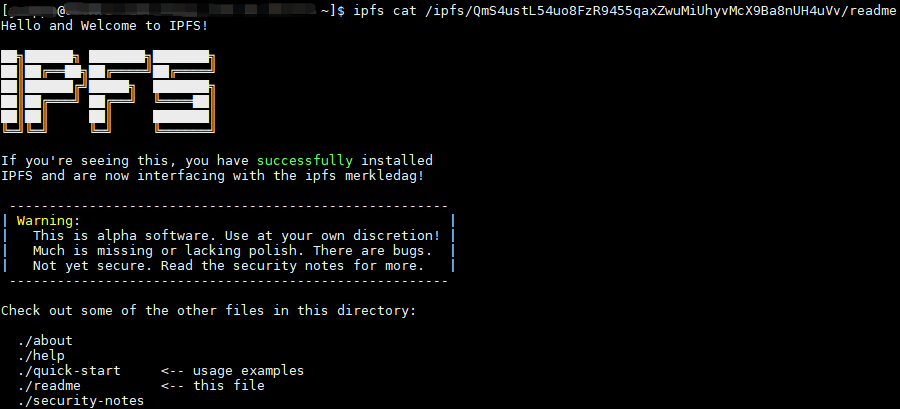 [ @ ~]$ ipfs cat /ipfs/QmS4ustL54uo8FzR9455qaxZwuMiUhyvMcX9Ba8nUH4uVv/readme
Hello and Welcome to IPFS!
IPFS
If you're seeing this, you have successfully installed
IPFS and are now interfacing with the ipfs merkledag!
-------------------------------------------------------
| Warning: |
| This is alpha software. Use at your own discretion! |
| Much is missing or lacking polish. There are bugs. |
| Not yet secure. Read the security notes for more. |
-------------------------------------------------------
Check out some of the other files in this directory:
./about
./help
./quick-start <-- usage examples
./readme <-- this file
./security-notes